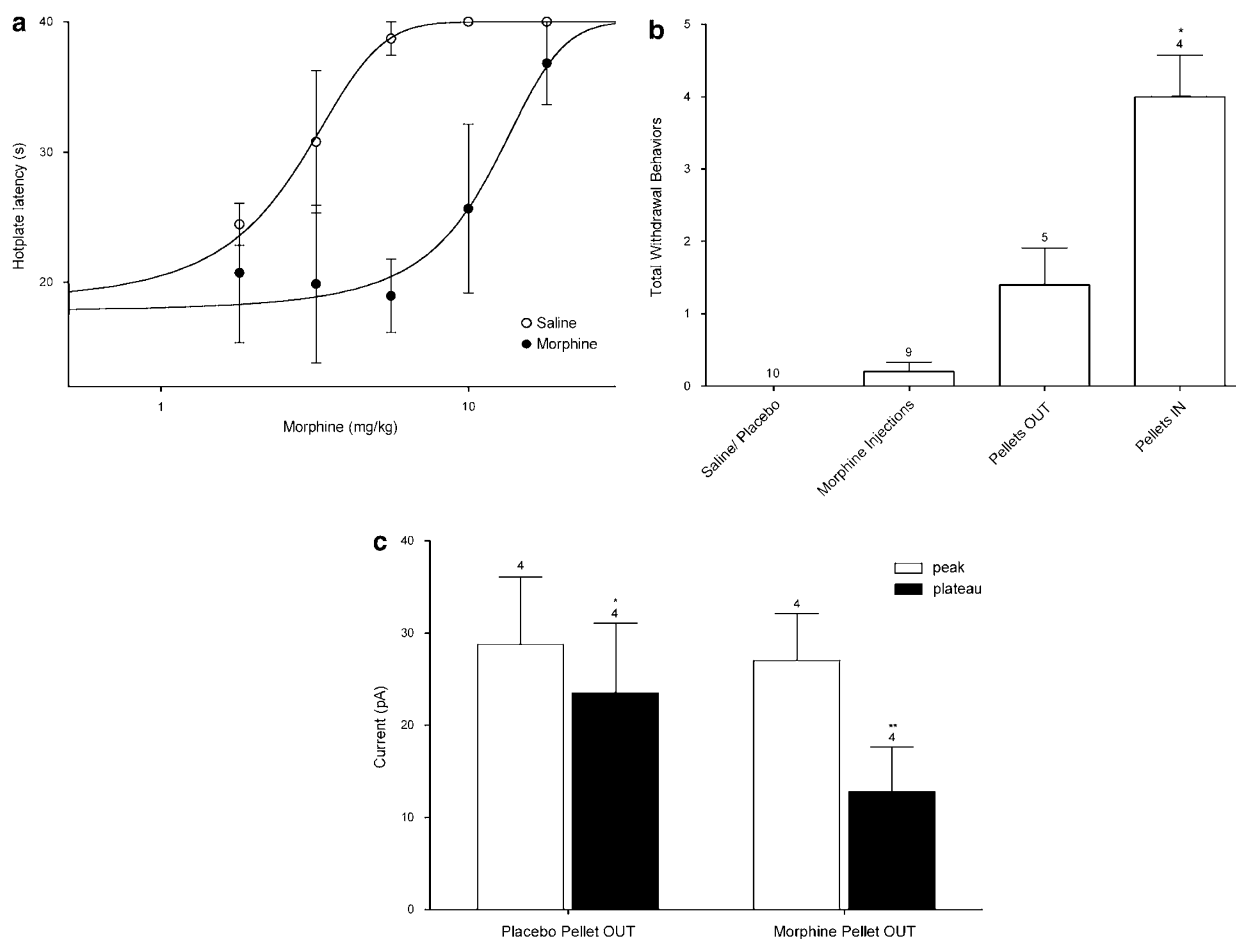 a
40
30
20
Hotplate latency (s)
Saline
Morphine
1
10
Morphine (mg/kg)
b
5
4
3
2
1
0
Total Withdrawal Behaviors
10
9
5
*
4
Saline/ Placebo
Morphine Injections
Pellets OUT
Pellets IN
c
40
30
20
10
0
Current (pA)
peak
plateau
4
*
4
4
**
4
Placebo Pellet OUT
Morphine Pellet OUT